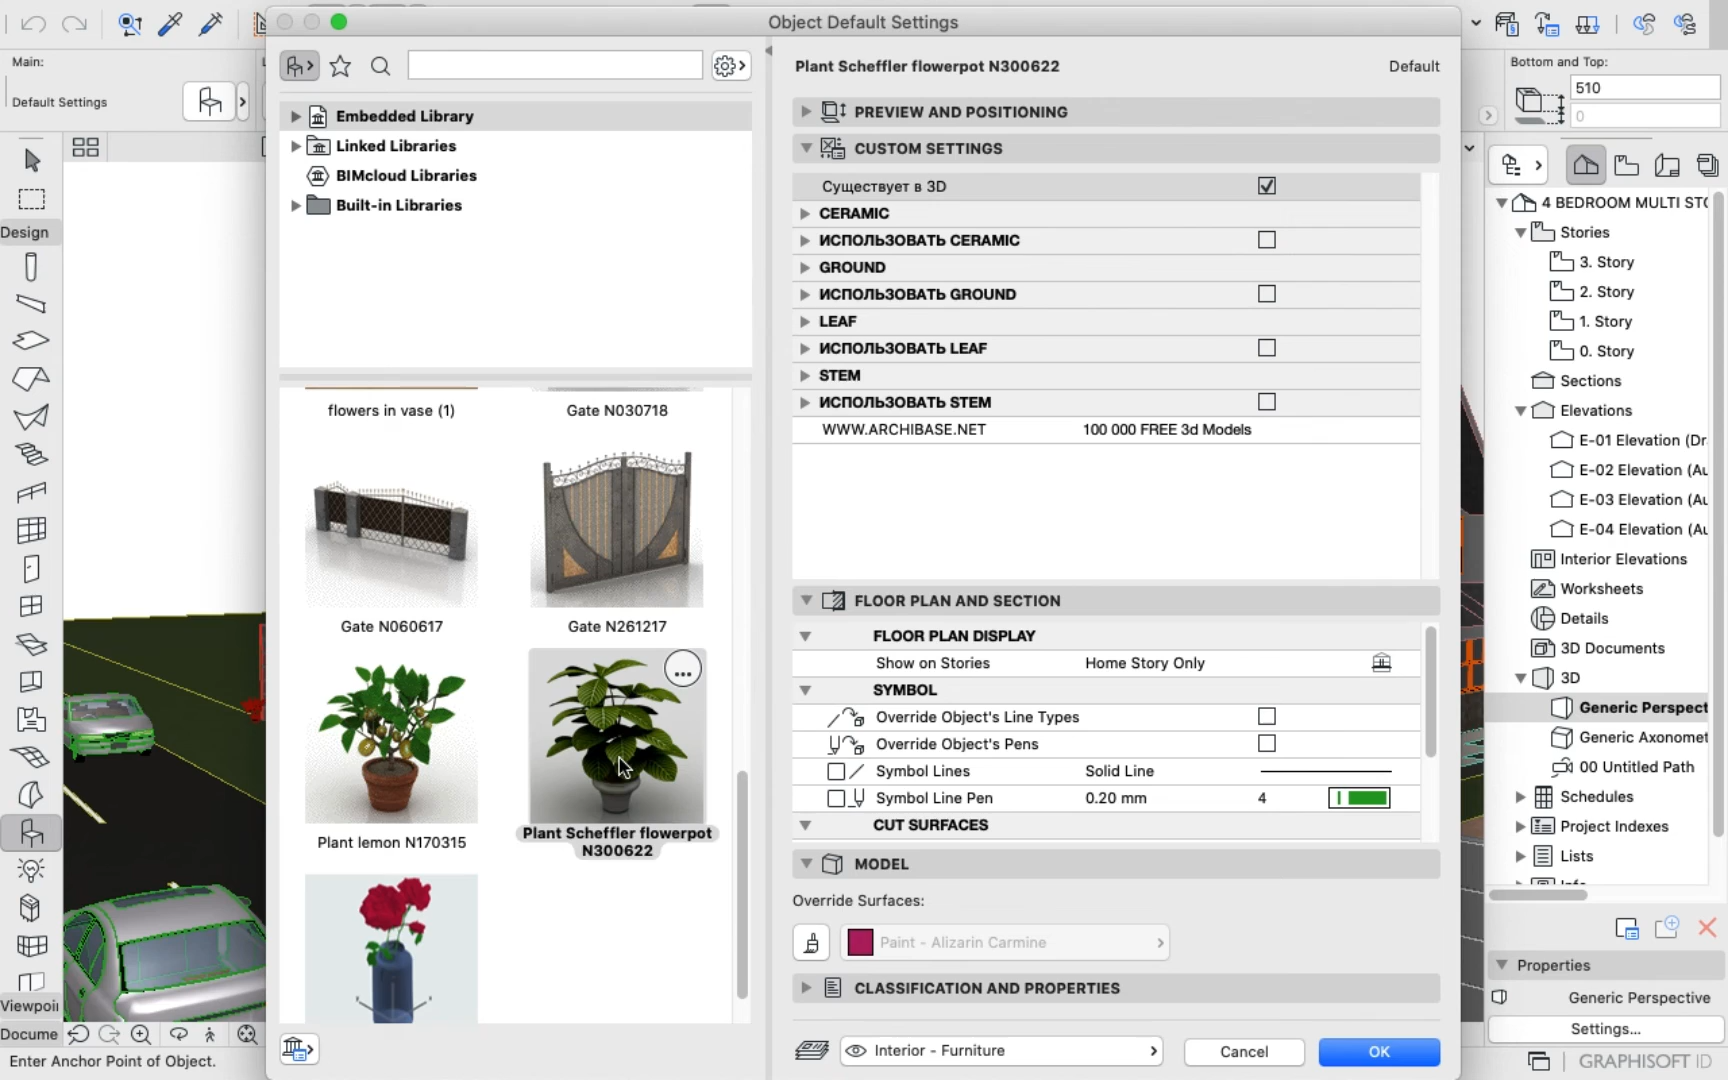 Object Default Settings
Main:
Default Settings
Bottom and Top:
510
0
Design
Viewpoi
Docume
Enter Anchor Point of Object.
Embedded Library
Linked Libraries
BIMcloud Libraries
Built-in Libraries
flowers in vase (1)
Gate N030718
Gate N060617
Gate N261217
Plant lemon N170315
Plant Scheffler flowerpot
N300622
Plant Scheffler flowerpot N300622
Default
PREVIEW AND POSITIONING
CUSTOM SETTINGS
Существует в 3D
CERAMIC
ИСПОЛЬЗОВАТЬ CERAMIC
GROUND
ИСПОЛЬЗОВАТЬ GROUND
LEAF
ИСПОЛЬЗОВАТЬ LEAF
STEM
ИСПОЛЬЗОВАТЬ STEM
WWW.ARCHIBASE.NET 100 000 FREE 3d Models
FLOOR PLAN AND SECTION
FLOOR PLAN DISPLAY
Show on Stories Home Story Only
SYMBOL
Override Object's Line Types
Override Object's Pens
Symbol Lines Solid Line
Symbol Line Pen 0.20 mm 4
CUT SURFACES
MODEL
Override Surfaces:
Paint - Alizarin Carmine
CLASSIFICATION AND PROPERTIES
Interior - Furniture
Cancel
OK
4 BEDROOM MULTI STO
Stories
3. Story
2. Story
1. Story
0. Story
Sections
Elevations
E-01 Elevation (Dr
E-02 Elevation (Au
E-03 Elevation (Au
E-04 Elevation (Au
Interior Elevations
Worksheets
Details
3D Documents
3D
Generic Perspect
Generic Axonomet
00 Untitled Path
Schedules
Project Indexes
Lists
Properties
Generic Perspective
Settings...
GRAPHISOFT ID